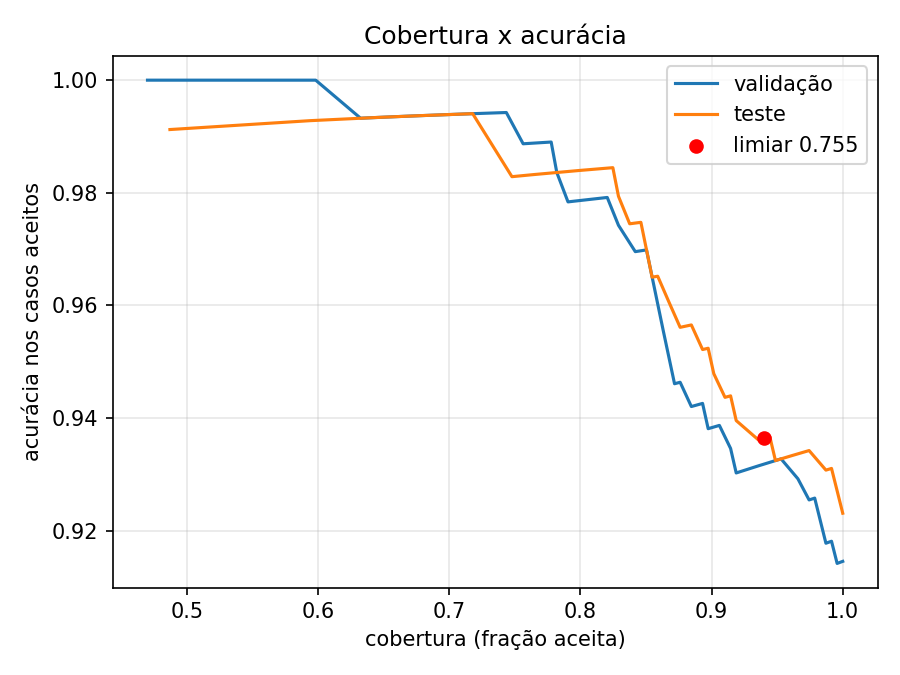 Cobertura x acurácia
validação
teste
limiar 0.755
acurácia nos casos aceitos
1.00
0.98
0.96
0.94
0.92
0.5 0.6 0.7 0.8 0.9 1.0
cobertura (fração aceita)